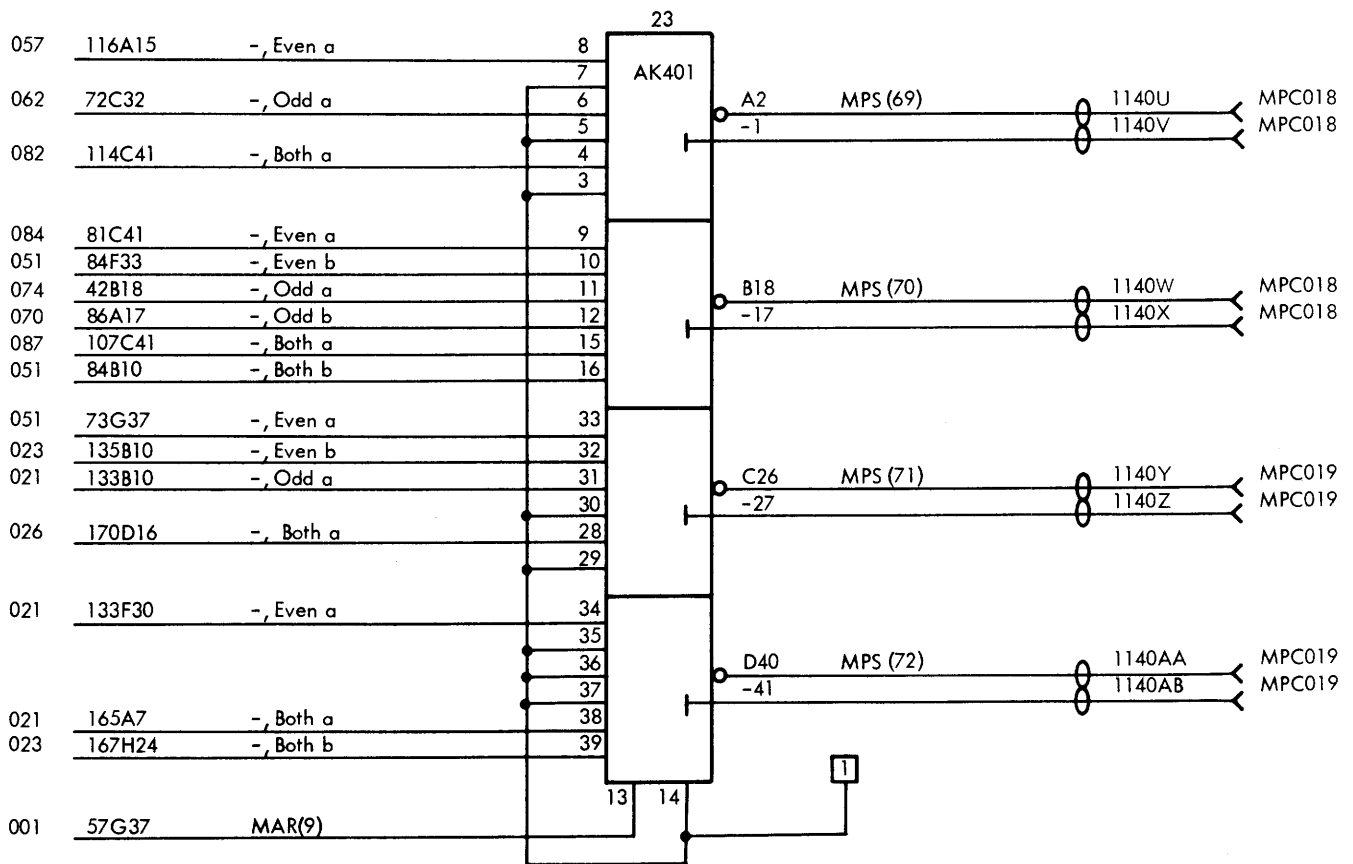 23
057 116A15 -, Even a 8
7 AK401
062 72C32 -, Odd a 6 A2 MPS (69) 1140U MPC018
5 -1 1140V MPC018
082 114C41 -, Both a 4
3
084 81C41 -, Even a 9
051 84F33 -, Even b 10
074 42B18 -, Odd a 11 B18 MPS (70) 1140W MPC018
070 86A17 -, Odd b 12 -17 1140X MPC018
087 107C41 -, Both a 15
051 84B10 -, Both b 16
051 73G37 -, Even a 33
023 135B10 -, Even b 32
021 133B10 -, Odd a 31 C26 MPS (71) 1140Y MPC019
30 -27 1140Z MPC019
026 170D16 -, Both a 28
29
021 133F30 -, Even a 34
35
36 D40 MPS (72) 1140AA MPC019
37 -41 1140AB MPC019
021 165A7 -, Both a 38
023 167H24 -, Both b 39
1
13 14
001 57G37 MAR(9)